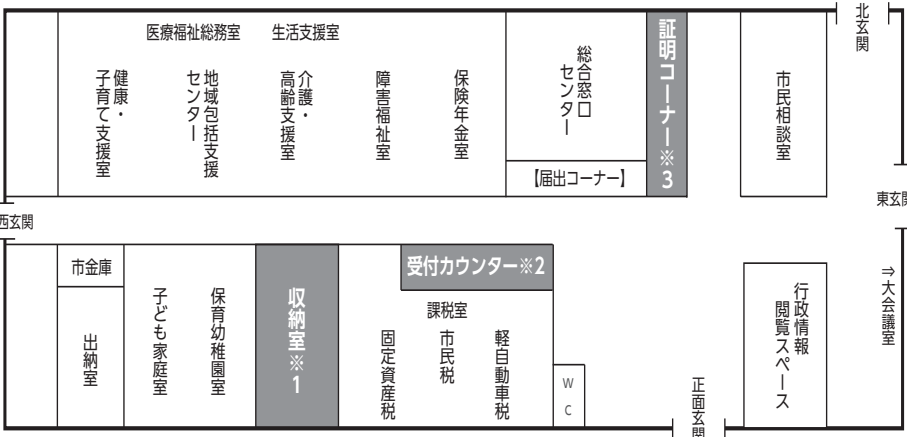 北玄関
医療福祉総務室
生活支援室
健康・
子育て支援室
地域包括支援
センター
介護・
高齢支援室
障害福祉室
保険年金室
総合窓口
センター
【届出コーナー】
証明コーナー※3
市民相談室
東玄関
西玄関
市金庫
出納室
子ども家庭室
保育幼稚園室
収納室※1
受付カウンター※2
課税室
固定資産税
市民税
軽自動車税
WC
正面玄関
行政情報
閲覧スペース
⇒大会議室